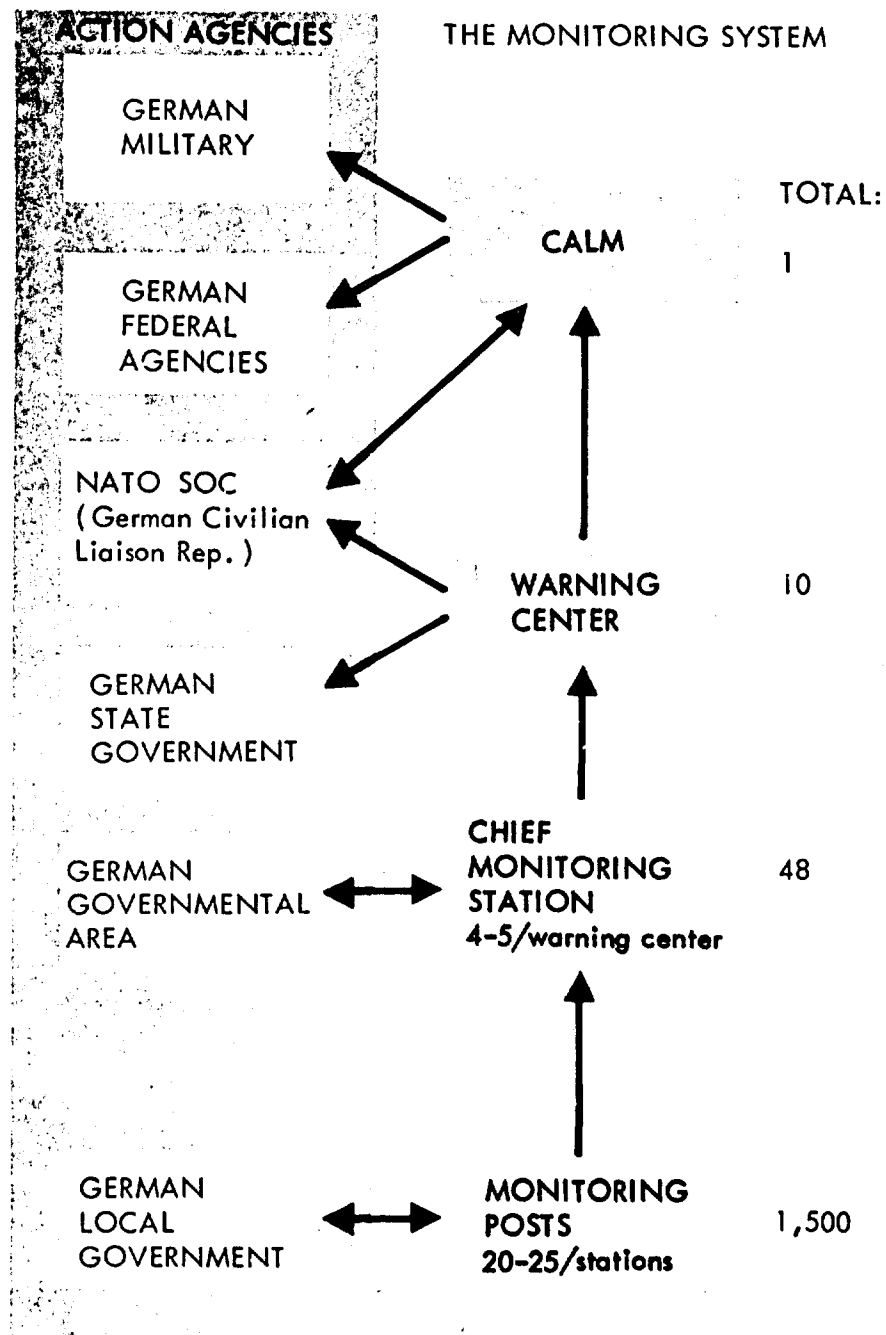 ACTION AGENCIES
THE MONITORING SYSTEM
GERMAN
MILITARY
TOTAL:
CALM
1
GERMAN
FEDERAL
AGENCIES
NATO SOC
(German Civilian
Liaison Rep.)
WARNING
CENTER
10
GERMAN
STATE
GOVERNMENT
CHIEF
MONITORING
STATION
4-5/warning center
48
GERMAN
GOVERNMENTAL
AREA
GERMAN
LOCAL
GOVERNMENT
MONITORING
POSTS
20-25/stations
1,500